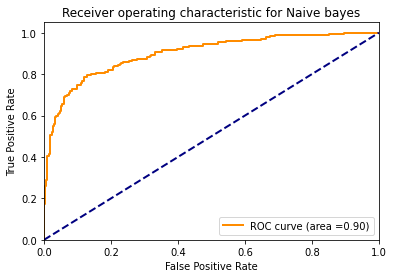 Receiver operating characteristic for Naive bayes
True Positive Rate
1.0
0.8
0.6
0.4
0.2
0.0
0.0 0.2 0.4 0.6 0.8 1.0
False Positive Rate
ROC curve (area =0.90)